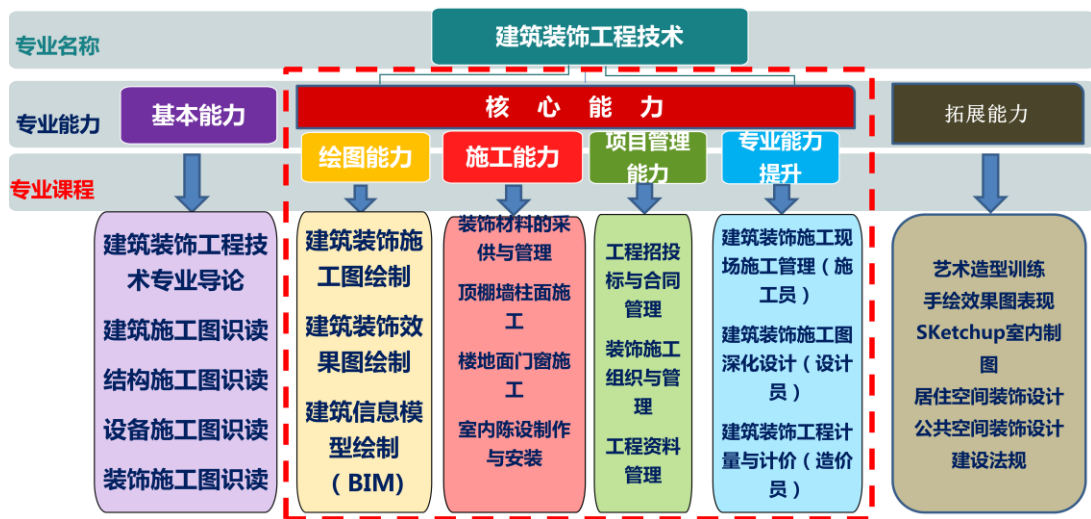 专业名称
建筑装饰工程技术
专业能力
基本能力
核 心 能 力
拓展能力
绘图能力
施工能力
项目管理
能力
专业能力
提升
专业课程
建筑装饰工程技
术专业导论
建筑施工图识读
结构施工图识读
设备施工图识读
装饰施工图识读
建筑装饰施
工图绘制
建筑装饰效
果图绘制
建筑信息模
型绘制
（BIM)
装饰材料的采
供与管理
顶棚墙柱面施
工
楼地面门窗施
工
室内陈设制作
与安装
工程招投
标与合同
管理
装饰施工
组织与管
理
工程资料
管理
建筑装饰施工现
场施工管理（施
工员）
建筑装饰施工图
深化设计（设计
员）
建筑装饰工程计
量与计价（造价
员）
艺术造型训练
手绘效果图表现
SKetchup室内制
图
居住空间装饰设计
公共空间装饰设计
建设法规